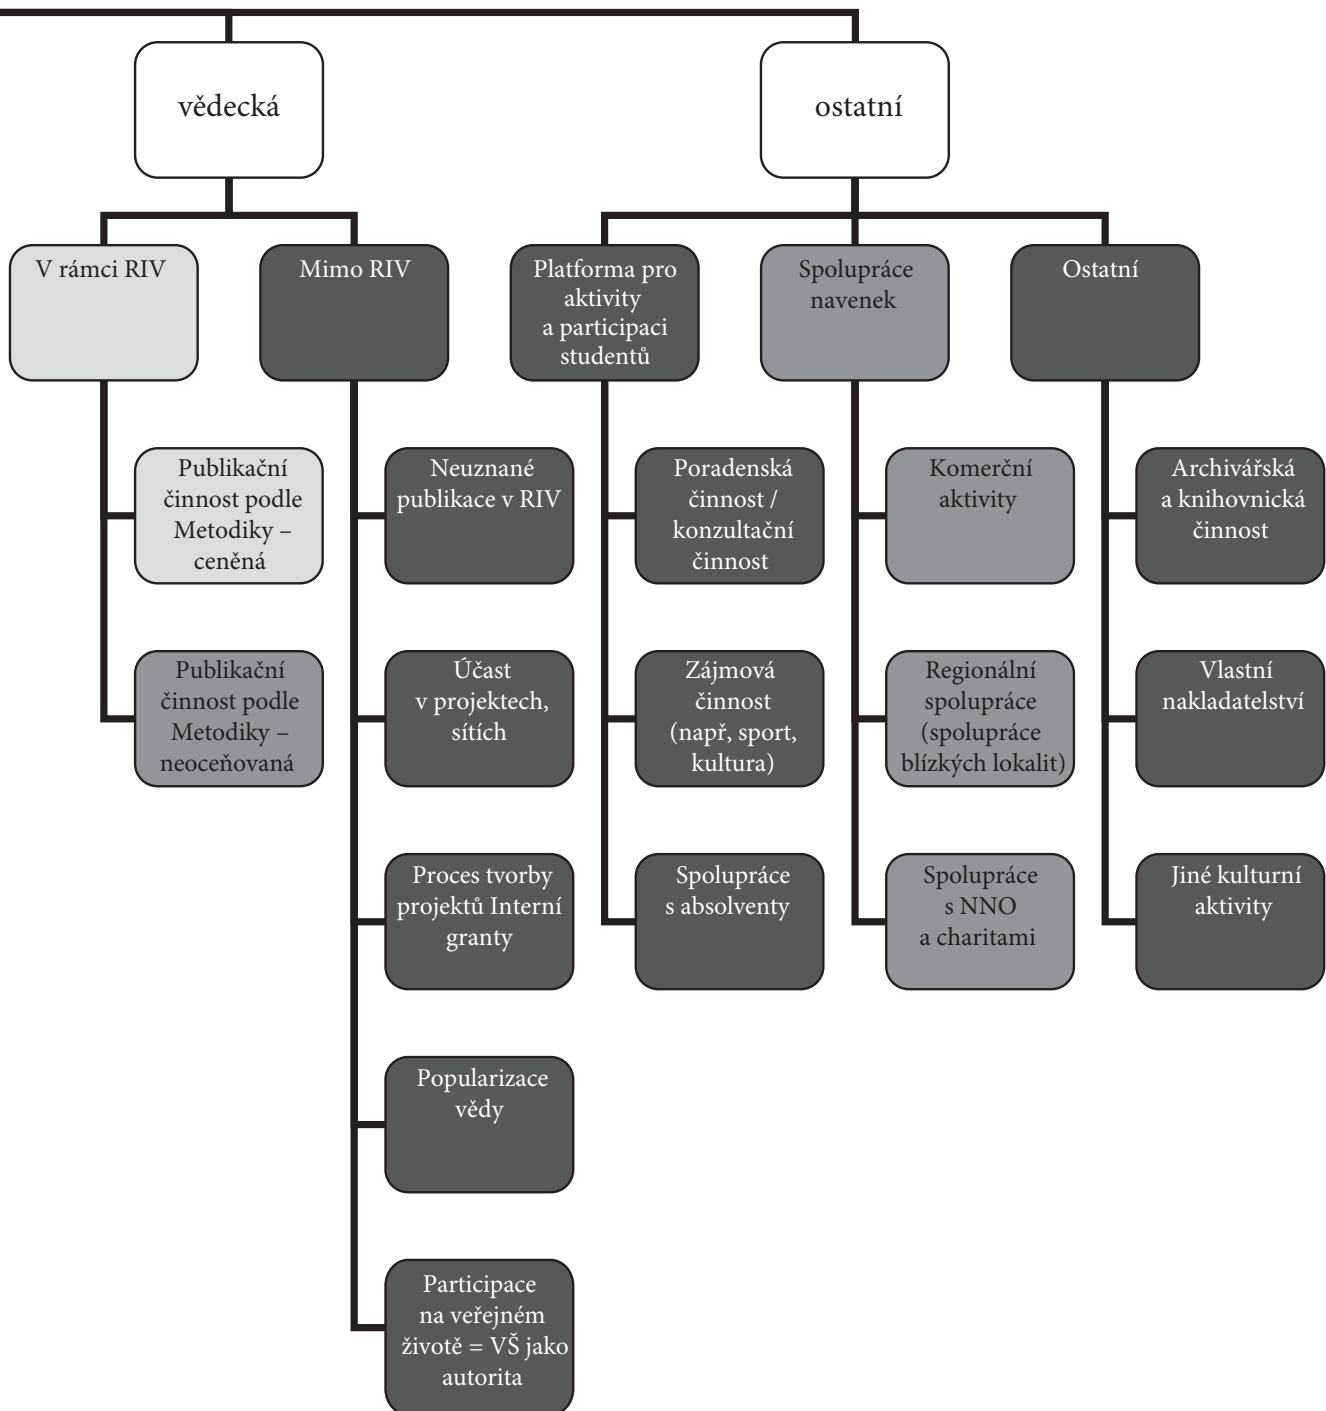 vědecká
ostatní
V rámci RIV
Mimo RIV
Platforma pro
aktivity
a participaci
studentů
Spolupráce
navenek
Ostatní
Publikační
činnost podle
Metodiky –
ceněná
Neuznané
publikace v RIV
Poradenská
činnost /
konzultační
činnost
Komerční
aktivity
Archivářská
a knihovnická
činnost
Publikační
činnost podle
Metodiky –
neoceňovaná
Účast
v projektech,
sítích
Zájmová
činnost
(např, sport,
kultura)
Regionální
spolupráce
(spolupráce
blízkých lokalit)
Vlastní
nakladatelství
Proces tvorby
projektů Interní
granty
Spolupráce
s absolventy
Spolupráce
s NNO
a charitami
Jiné kulturní
aktivity
Popularizace
vědy
Participace
na veřejném
životě = VŠ jako
autorita